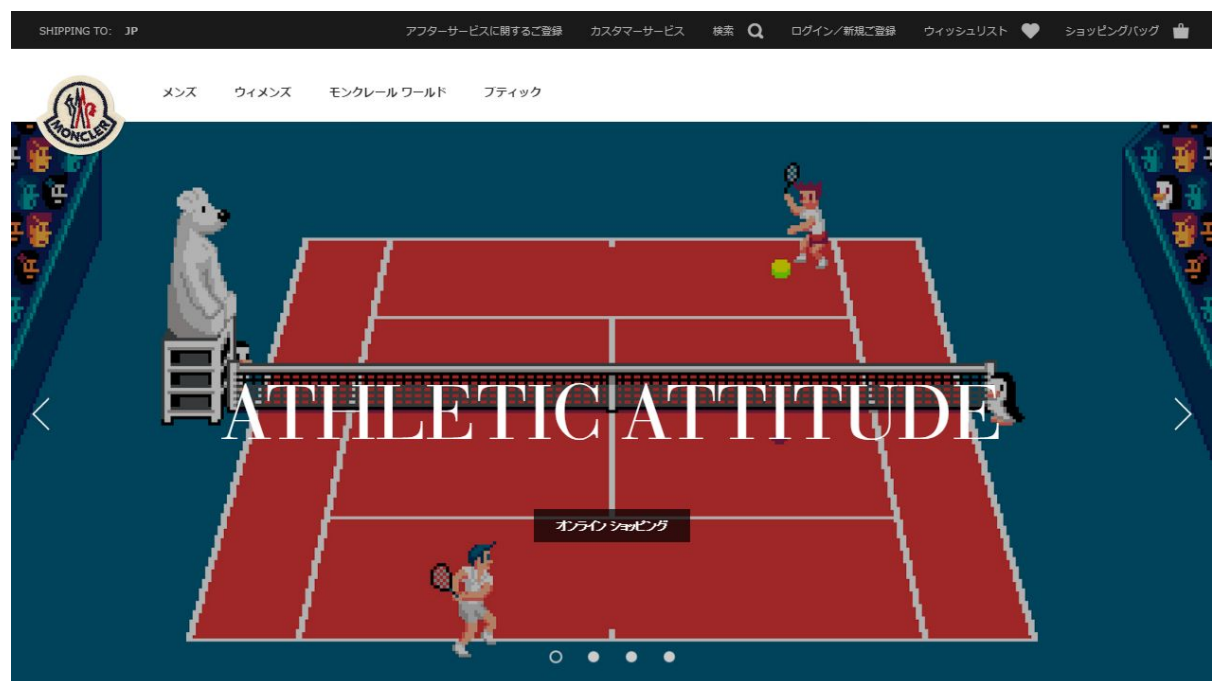 SHIPPING TO: JP
アフターサービスに関するご登録 カスタマーサービス 検索 ログイン／新規ご登録 ウィッシュリスト ショッピングバッグ
MONCLER
メンズ ウィメンズ モンクレール ワールド ブティック
ATHLETIC ATTITUDE
オンライン ショッピング